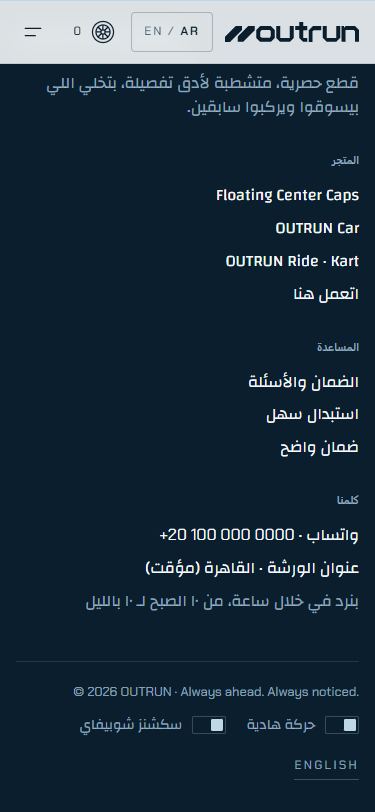 outrun
EN / AR
0
قطع حصرية، متشطبة لأدق تفصيلة، بتخلي اللي
بيسوقوا ويركبوا سابقين.
المتجر
Floating Center Caps
OUTRUN Car
OUTRUN Ride · Kart
اتعمل هنا
المساعدة
الضمان والأسئلة
استبدال سهل
ضمان واضح
كلمنا
واتساب · ‎+20 100 000 0000
عنوان الورشة · القاهرة (مؤقت)
بنرد في خلال ساعة، من ١٠ الصبح لـ ١٠ بالليل
© 2026 OUTRUN · Always ahead. Always noticed.
حركة هادية
سكشنز شوبيفاي
ENGLISH